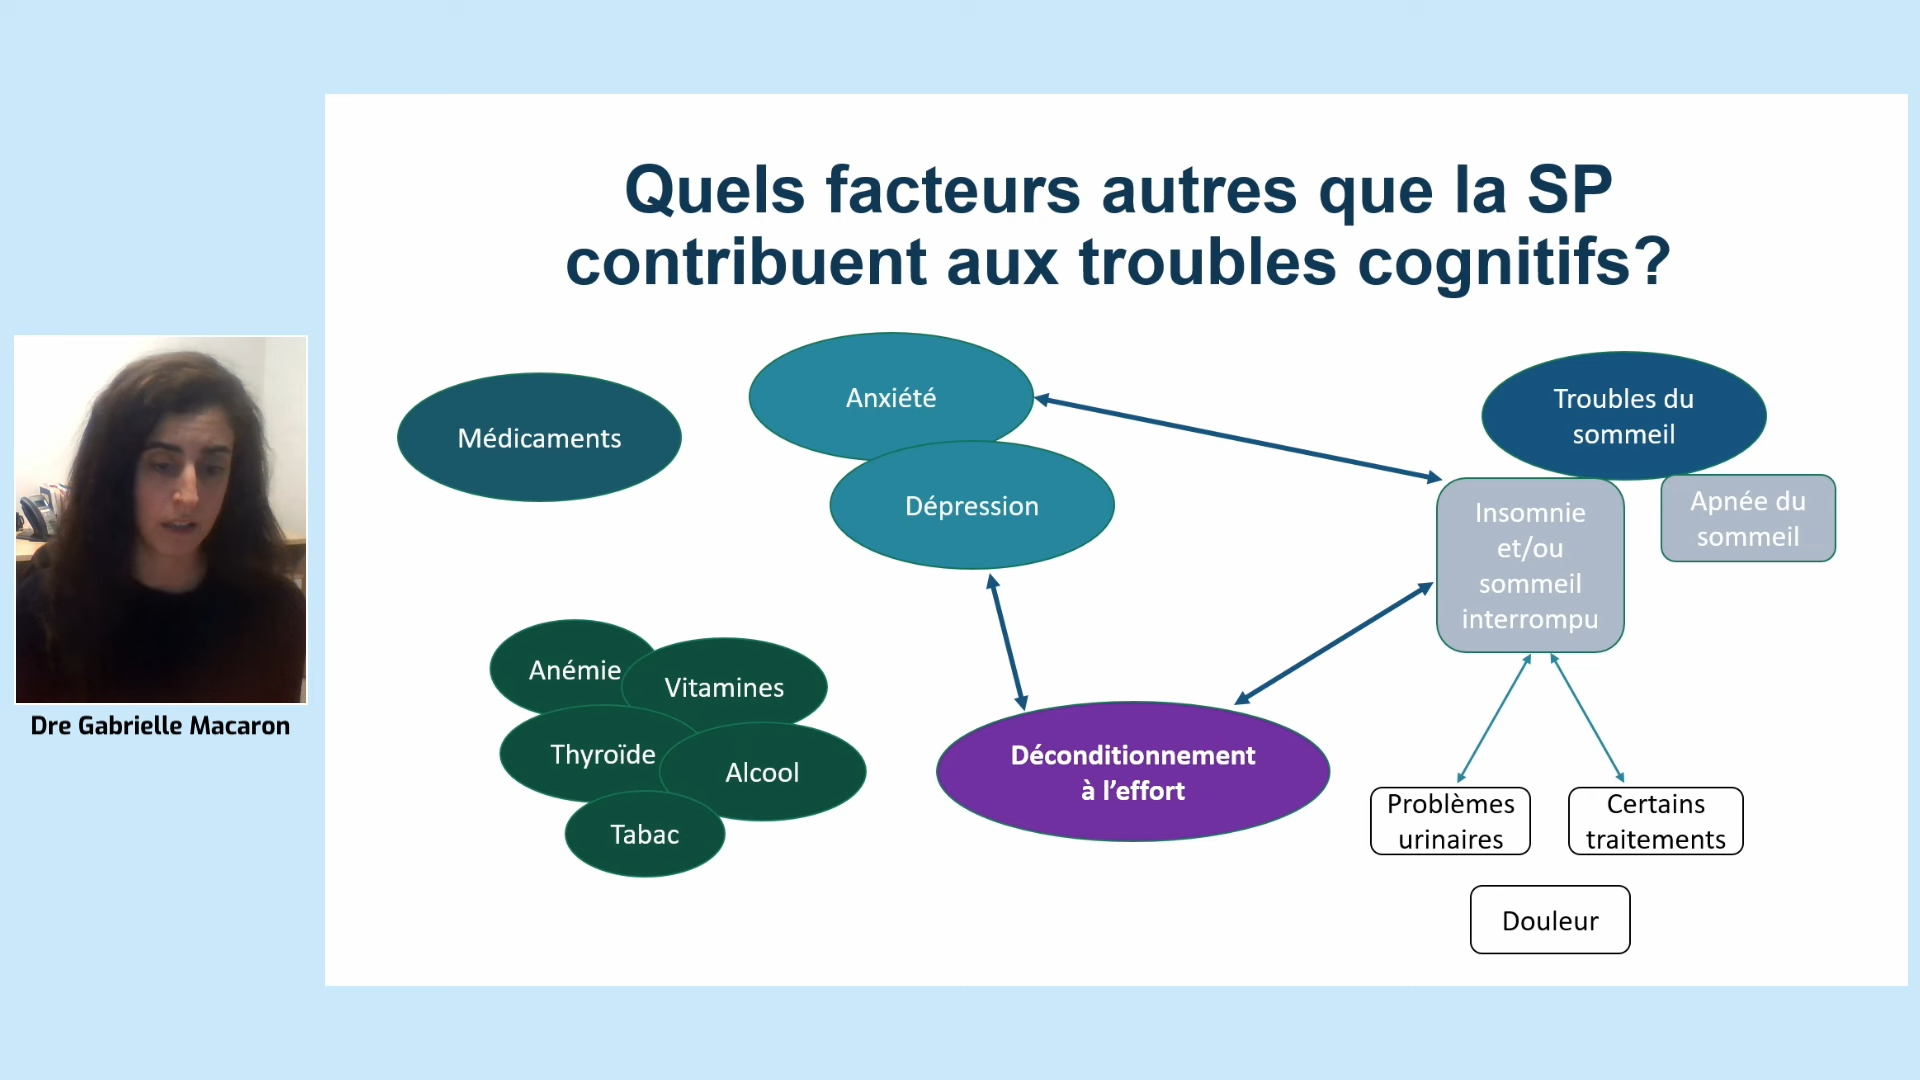 Quels facteurs autres que la SP
contribuent aux troubles cognitifs?
Médicaments
Anxiété
Dépression
Troubles du
sommeil
Insomnie
et/ou
sommeil
interrompu
Apnée du
sommeil
Anémie
Vitamines
Thyroïde
Alcool
Tabac
Déconditionnement
à l’effort
Problèmes
urinaires
Certains
traitements
Douleur
Dre Gabrielle Macaron